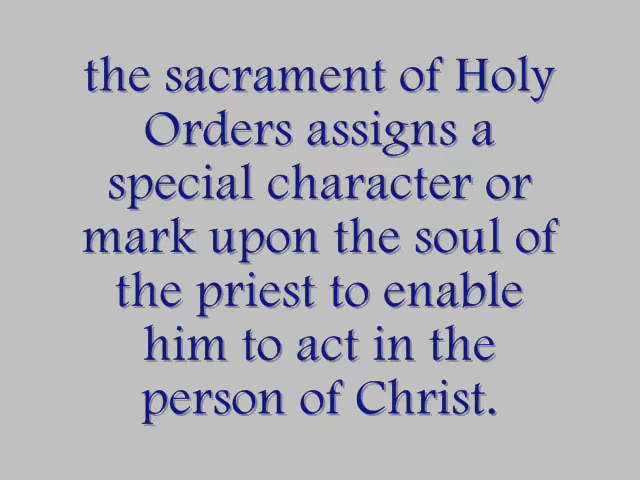 the sacrament of Holy
Orders assigns a
special character or
mark upon the soul of
the priest to enable
him to act in the
person of Christ.